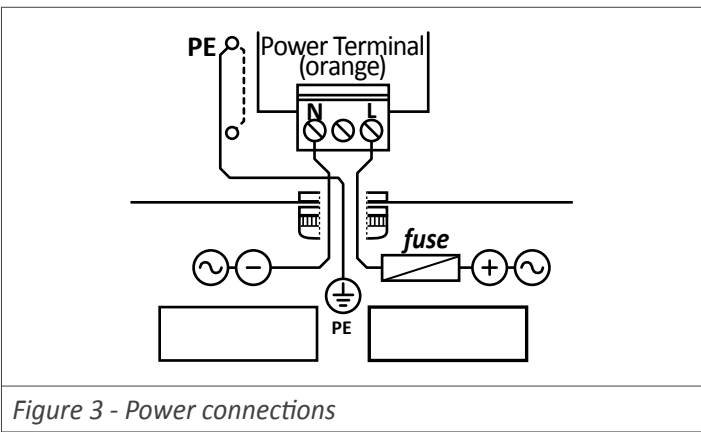 PE
Power Terminal
(orange)
N L
fuse
PE
Figure 3 - Power connections